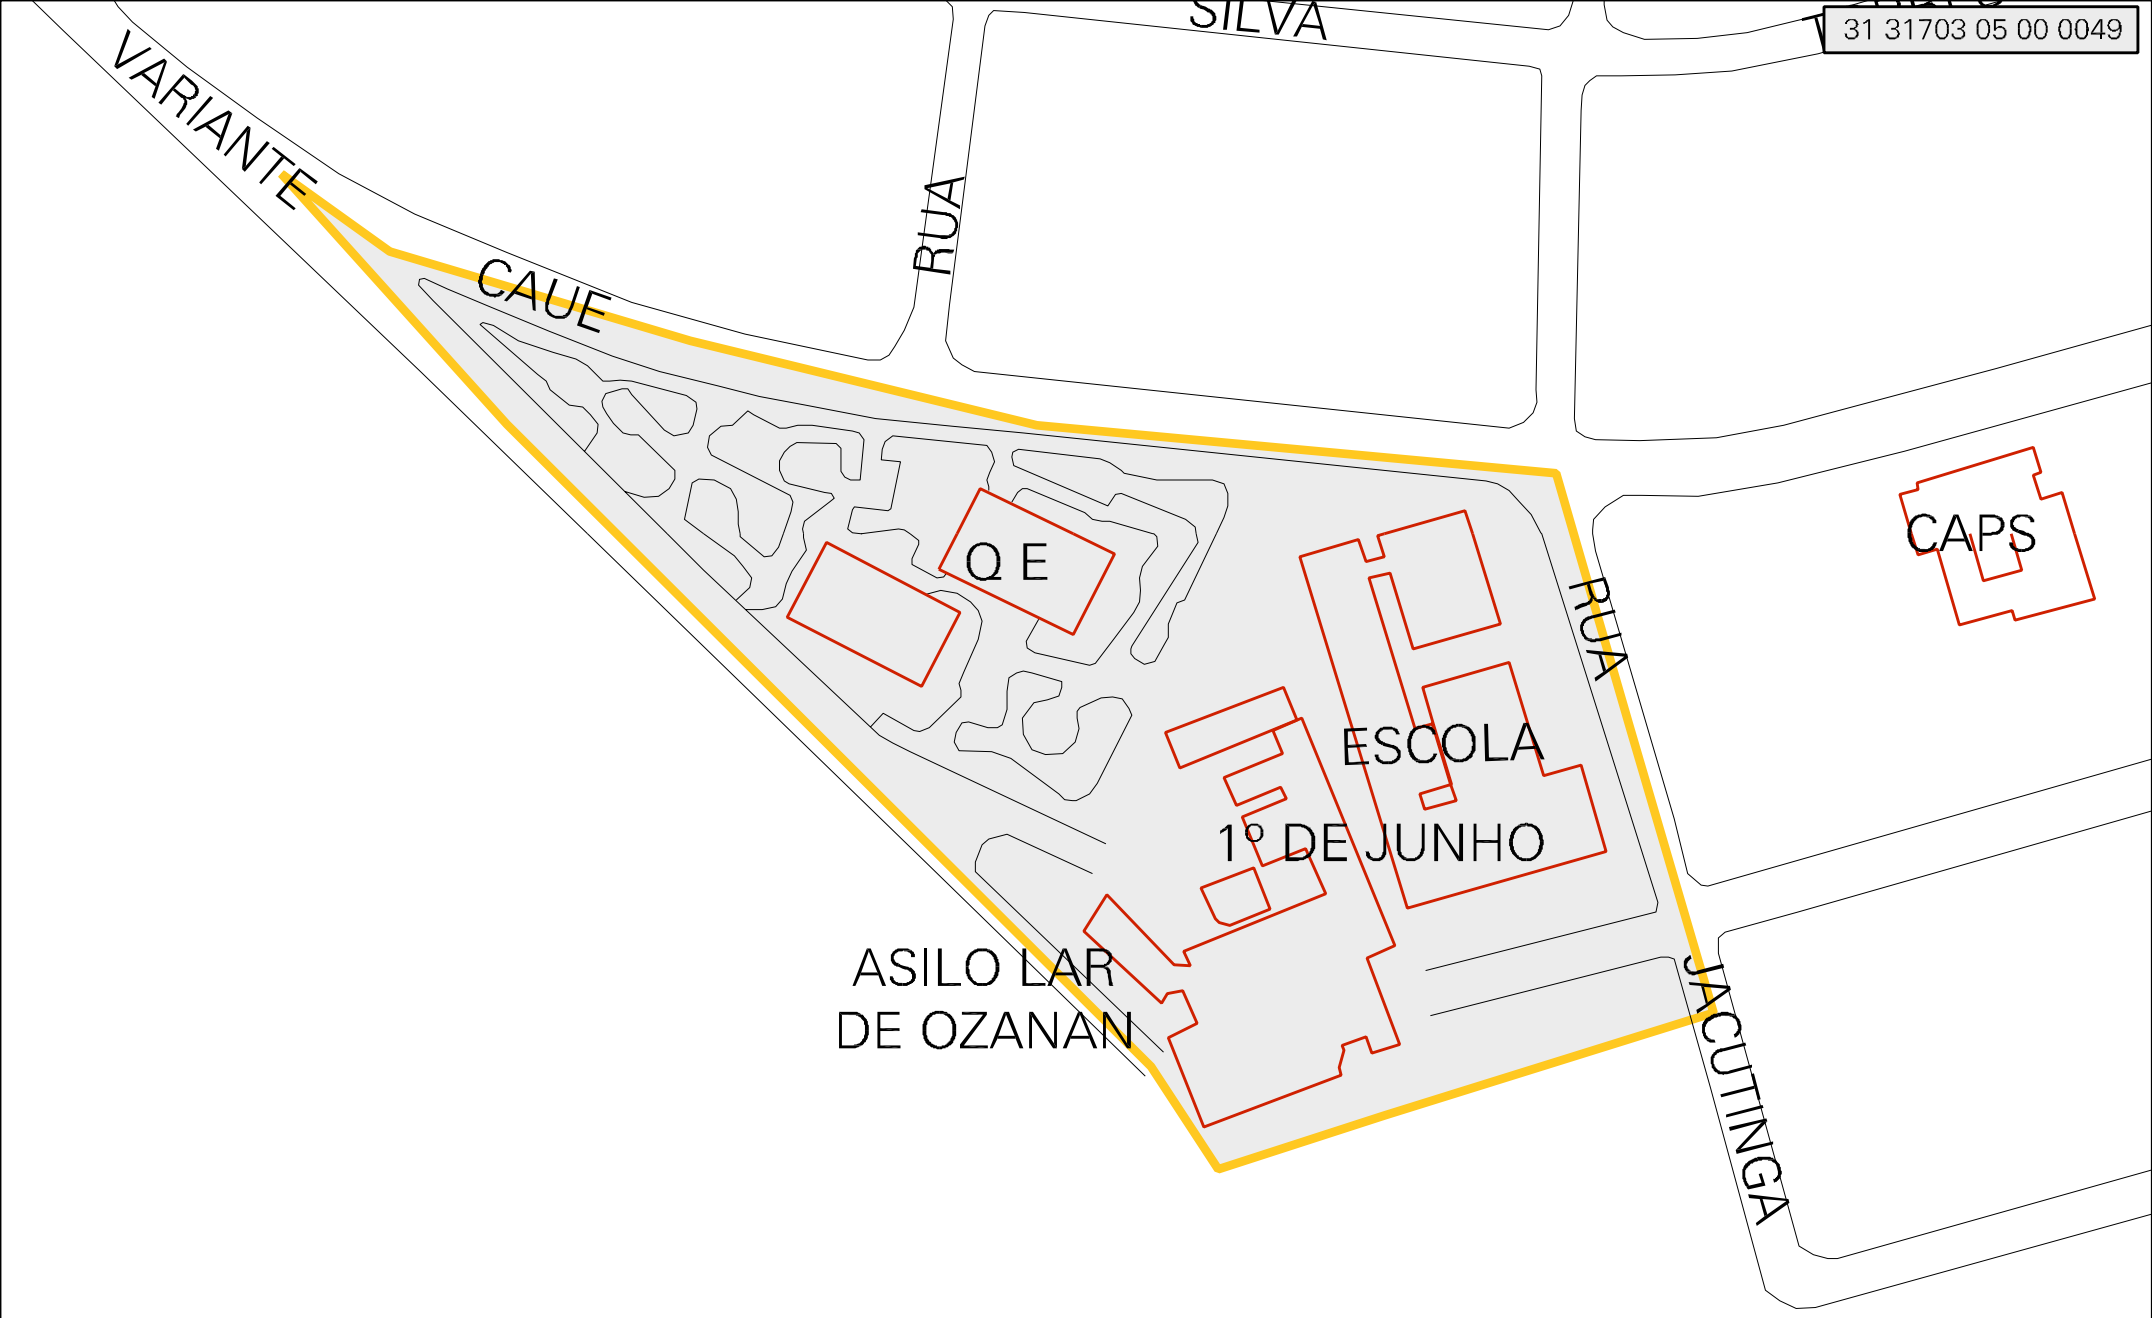 SILVA
31 31703 05 00 0049
VARIANTE
RUA
CAUE
Q E
CAPS
RUA
ESCOLA
1º DE JUNHO
ASILO LAR
DE OZANAN
JACUTINGA